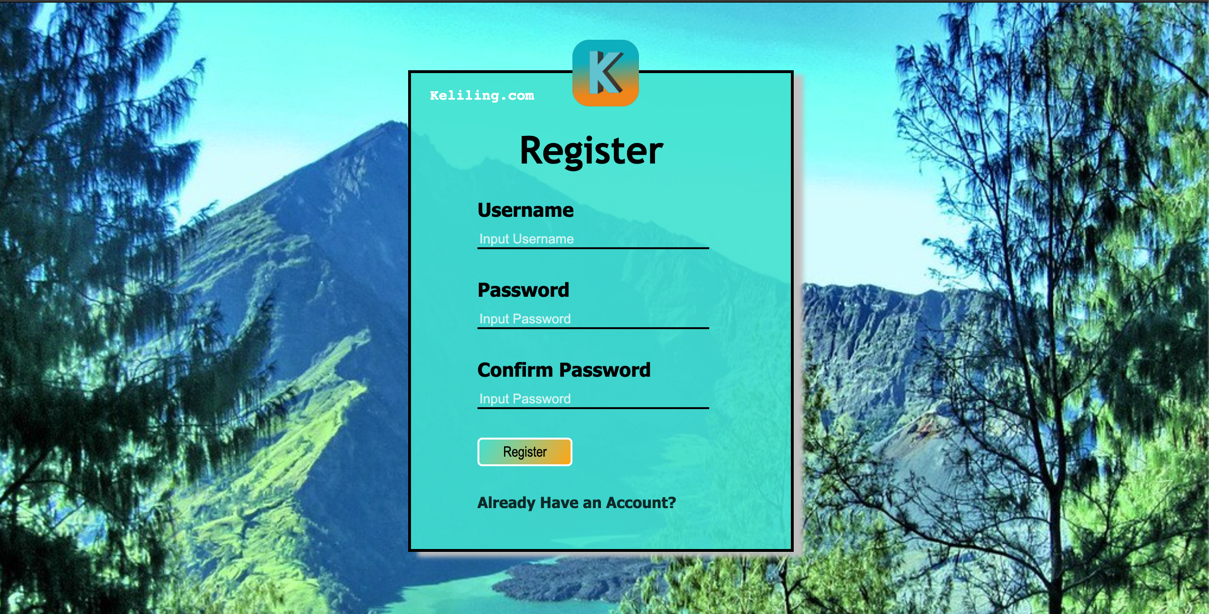 K
Keliling.com
Register
Username
Input Username
Password
Input Password
Confirm Password
Input Password
Register
Already Have an Account?